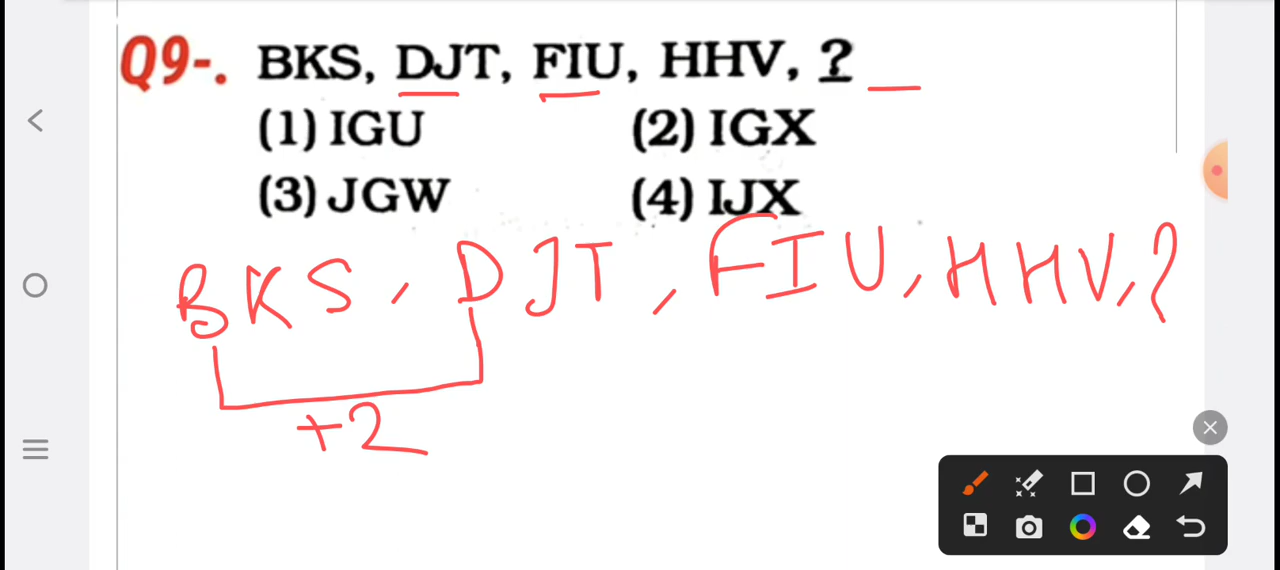 Q9-. BKS, DJT, FIU, HHV, ?
(1) IGU (2) IGX
(3) JGW (4) IJX
BKS, DJT, FIU, HHV, ?
+2